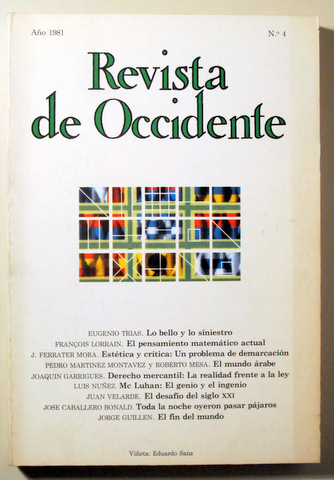 Año 1981 N.º 4
Revista
de Occidente
EUGENIO TRIAS. Lo bello y lo siniestro
FRANÇOIS LORRAIN. El pensamiento matemático actual
J. FERRATER MORA. Estética y crítica: Un problema de demarcación
PEDRO MARTINEZ MONTAVEZ y ROBERTO MESA. El mundo árabe
JOAQUIN GARRIGUES. Derecho mercantil: La realidad frente a la ley
LUIS NUÑEZ. Mc Luhan: El genio y el ingenio
JUAN VELARDE. El desafío del siglo XXI
JOSE CABALLERO BONALD. Toda la noche oyeron pasar pájaros
JORGE GUILLEN. El fin del mundo
Viñeta: Eduardo Sanz